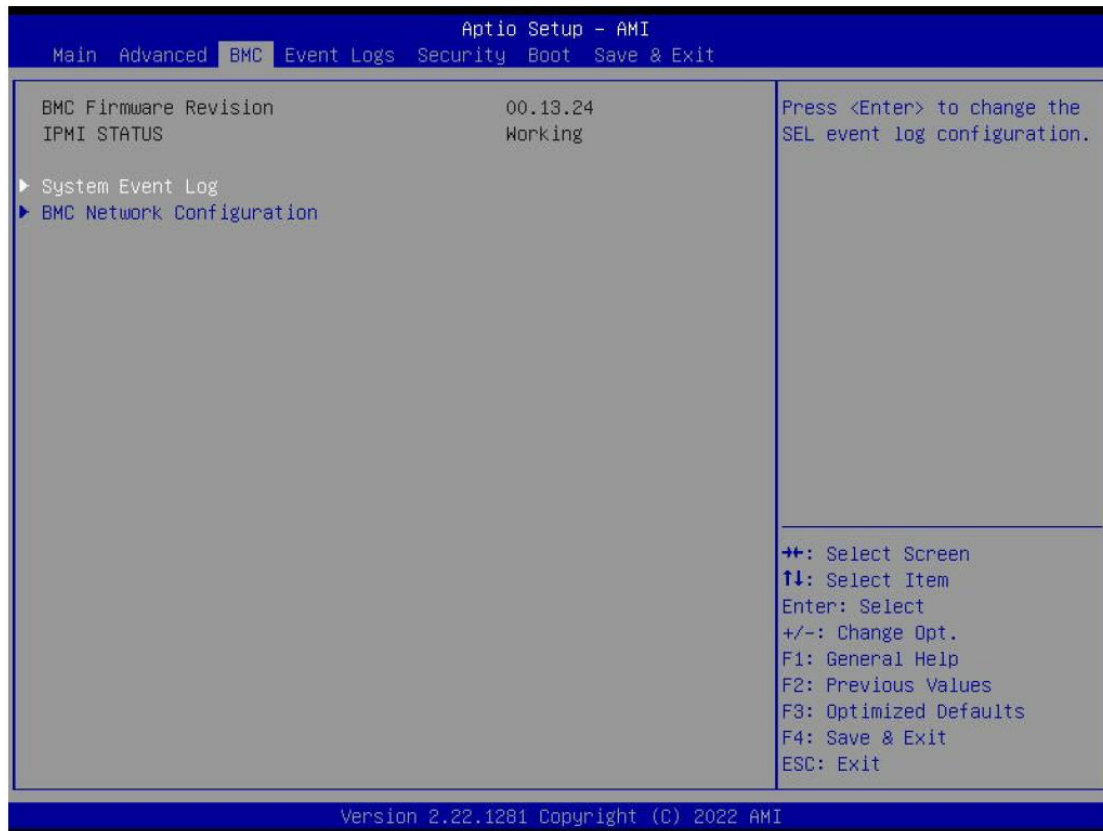 Aptio Setup – AMI
Main Advanced BMC Event Logs Security Boot Save & Exit
BMC Firmware Revision 00.13.24
IPMI STATUS Working
System Event Log
BMC Network Configuration
Press <Enter> to change the
SEL event log configuration.
→←: Select Screen
↑↓: Select Item
Enter: Select
+/-: Change Opt.
F1: General Help
F2: Previous Values
F3: Optimized Defaults
F4: Save & Exit
ESC: Exit
Version 2.22.1281 Copyright (C) 2022 AMI